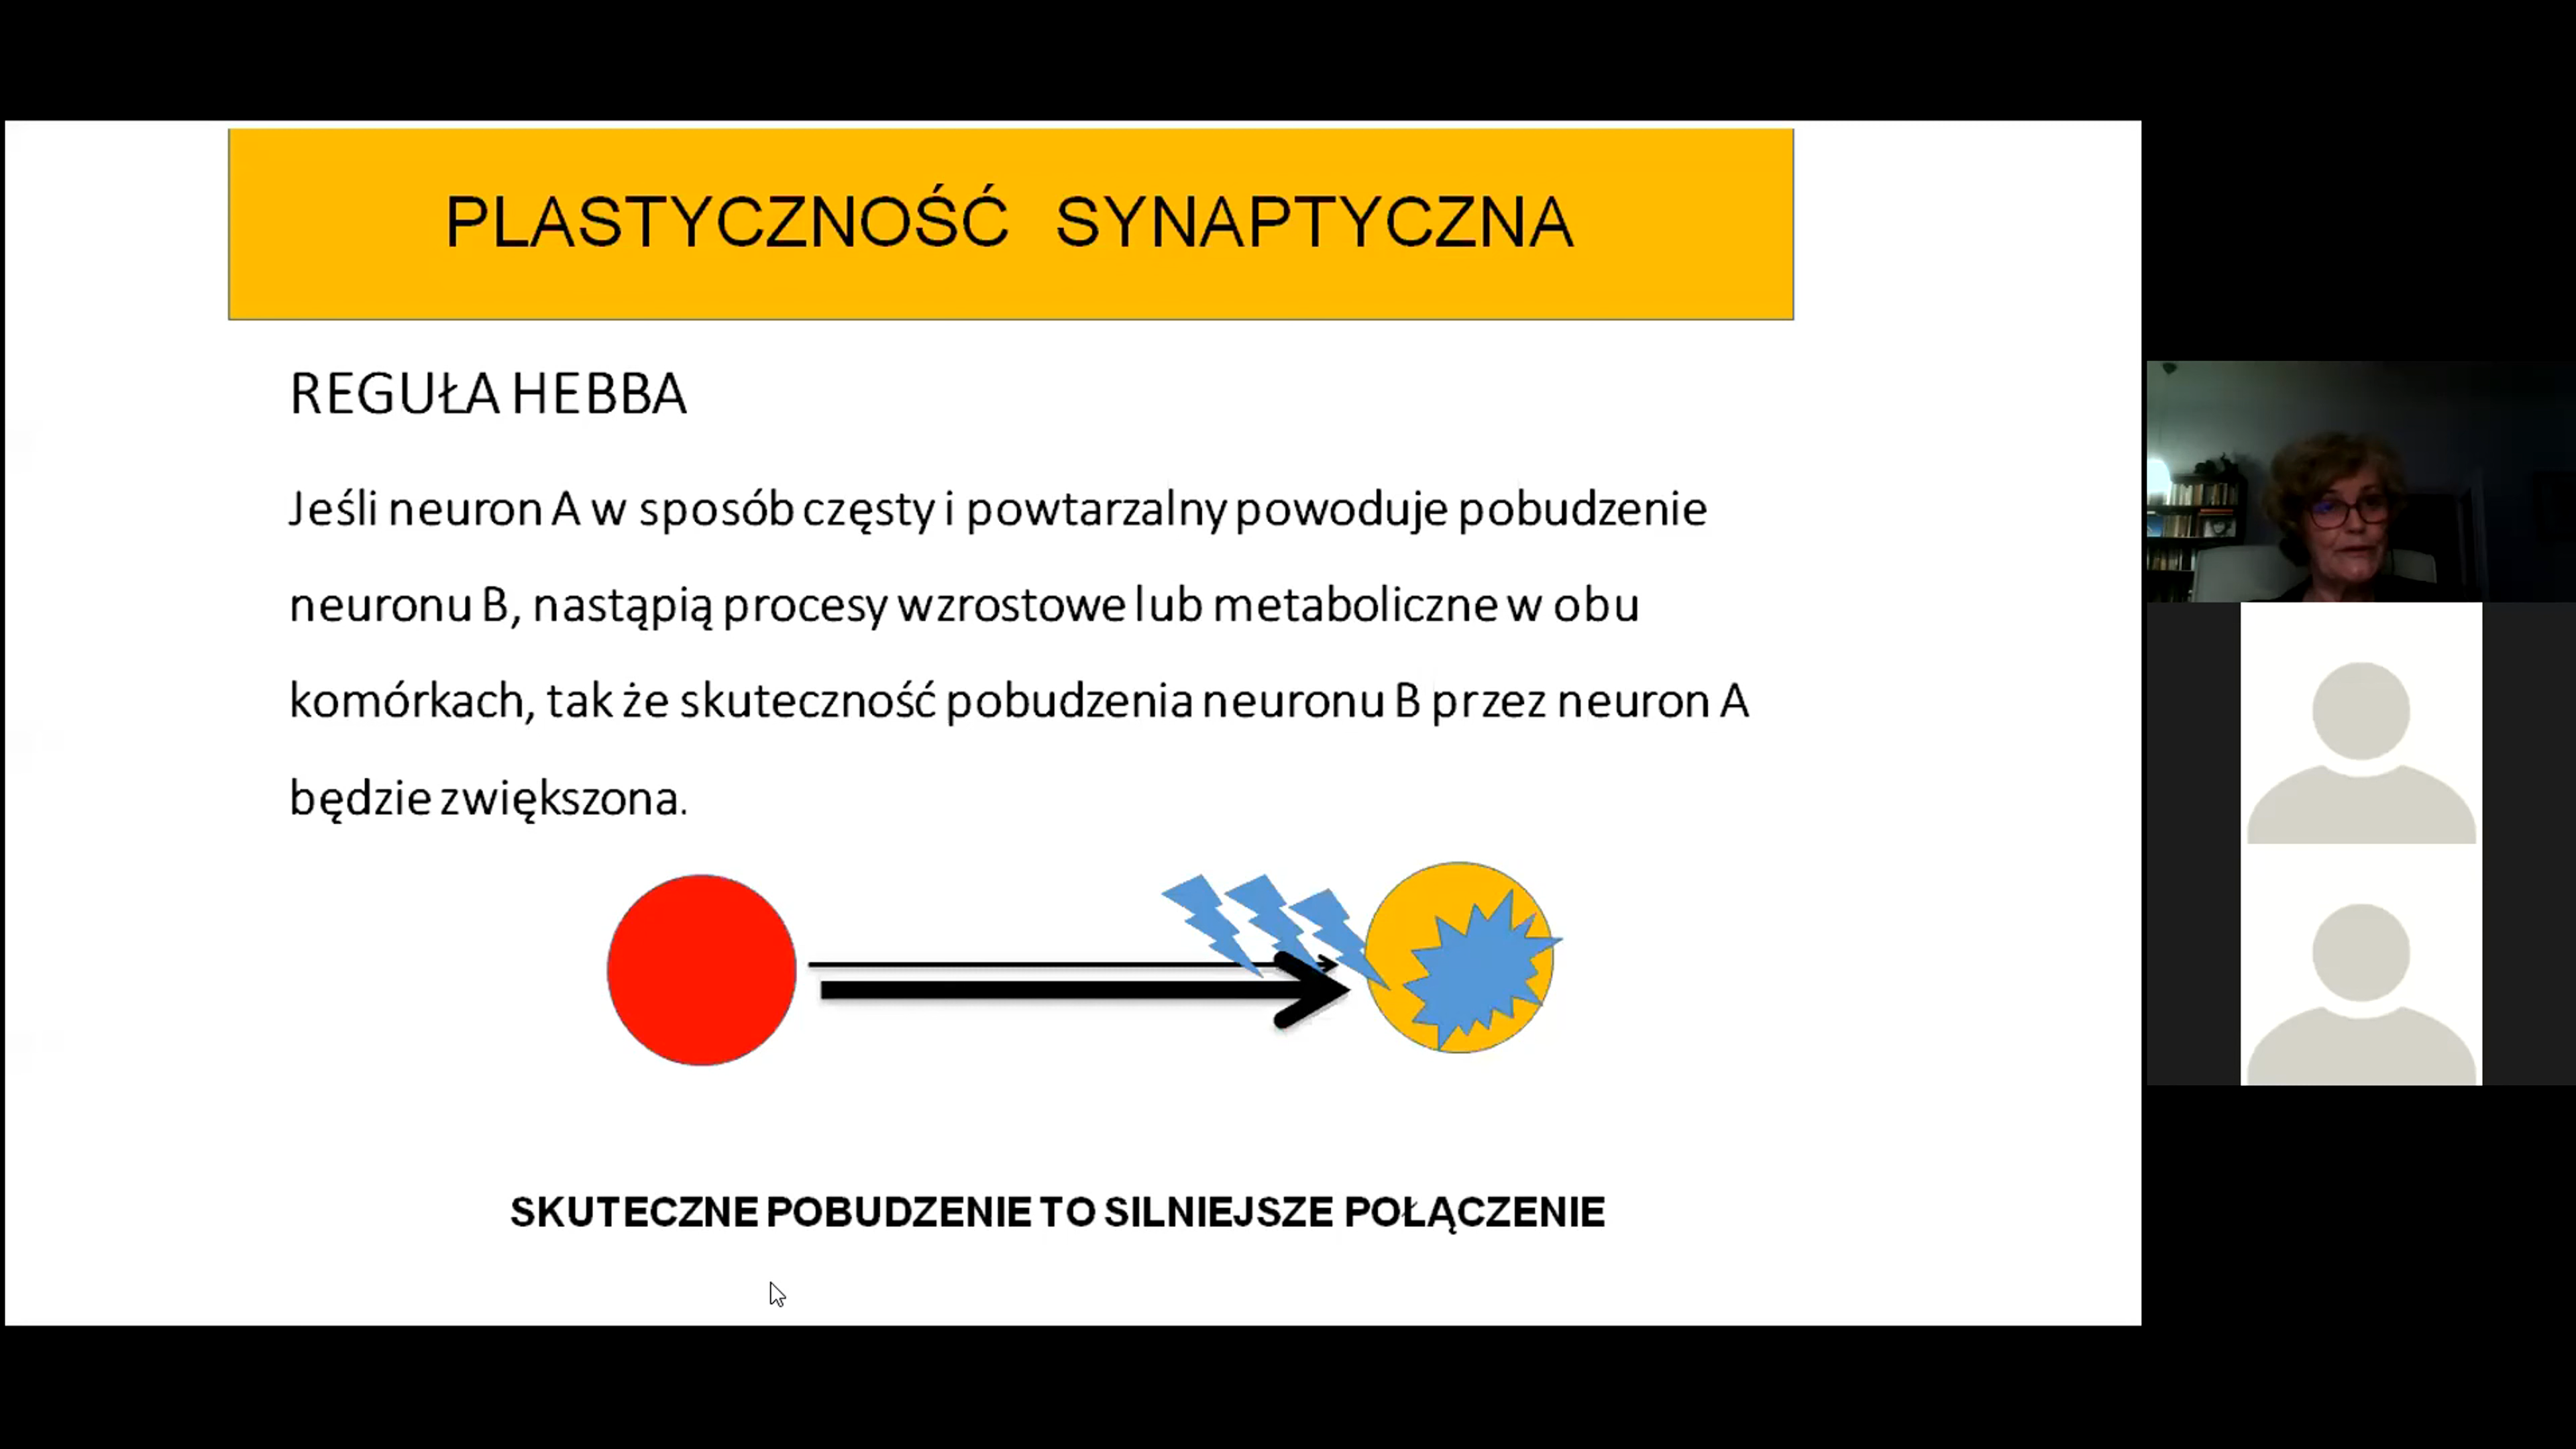 PLASTYCZNOŚĆ SYNAPTYCZNA
REGUŁA HEBBA
Jeśli neuron A w sposób częsty i powtarzalny powoduje pobudzenie
neuronu B, nastąpią procesy wzrostowe lub metaboliczne w obu
komórkach, tak że skuteczność pobudzenia neuronu B przez neuron A
będzie zwiększona.
SKUTECZNE POBUDZENIE TO SILNIEJSZE POŁĄCZENIE